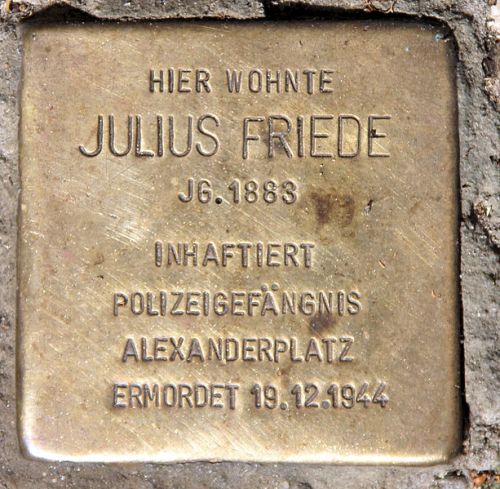 HIER WOHNTE
JULIUS FRIEDE
JG. 1883
INHAFTIERT
POLIZEIGEFÄNGNIS
ALEXANDERPLATZ
ERMORDET 19.12.1944